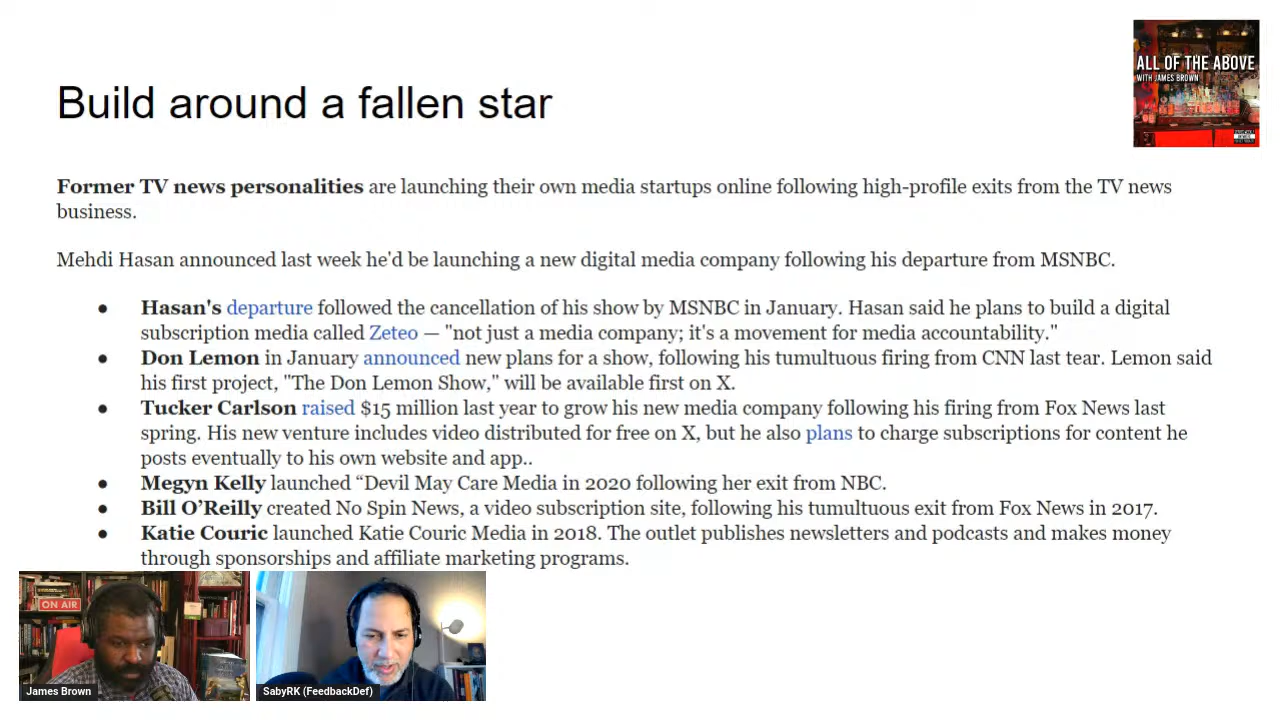 ALL OF THE ABOVE
WITH JAMES BROWN
Build around a fallen star
Former TV news personalities are launching their own media startups online following high-profile exits from the TV news
business.
Mehdi Hasan announced last week he'd be launching a new digital media company following his departure from MSNBC.
● Hasan's departure followed the cancellation of his show by MSNBC in January. Hasan said he plans to build a digital
subscription media called Zeteo — "not just a media company; it's a movement for media accountability."
● Don Lemon in January announced new plans for a show, following his tumultuous firing from CNN last tear. Lemon said
his first project, "The Don Lemon Show," will be available first on X.
● Tucker Carlson raised $15 million last year to grow his new media company following his firing from Fox News last
spring. His new venture includes video distributed for free on X, but he also plans to charge subscriptions for content he
posts eventually to his own website and app..
● Megyn Kelly launched “Devil May Care Media in 2020 following her exit from NBC.
● Bill O’Reilly created No Spin News, a video subscription site, following his tumultuous exit from Fox News in 2017.
● Katie Couric launched Katie Couric Media in 2018. The outlet publishes newsletters and podcasts and makes money
through sponsorships and affiliate marketing programs.
ON AIR
James Brown
SabyRK (FeedbackDef)